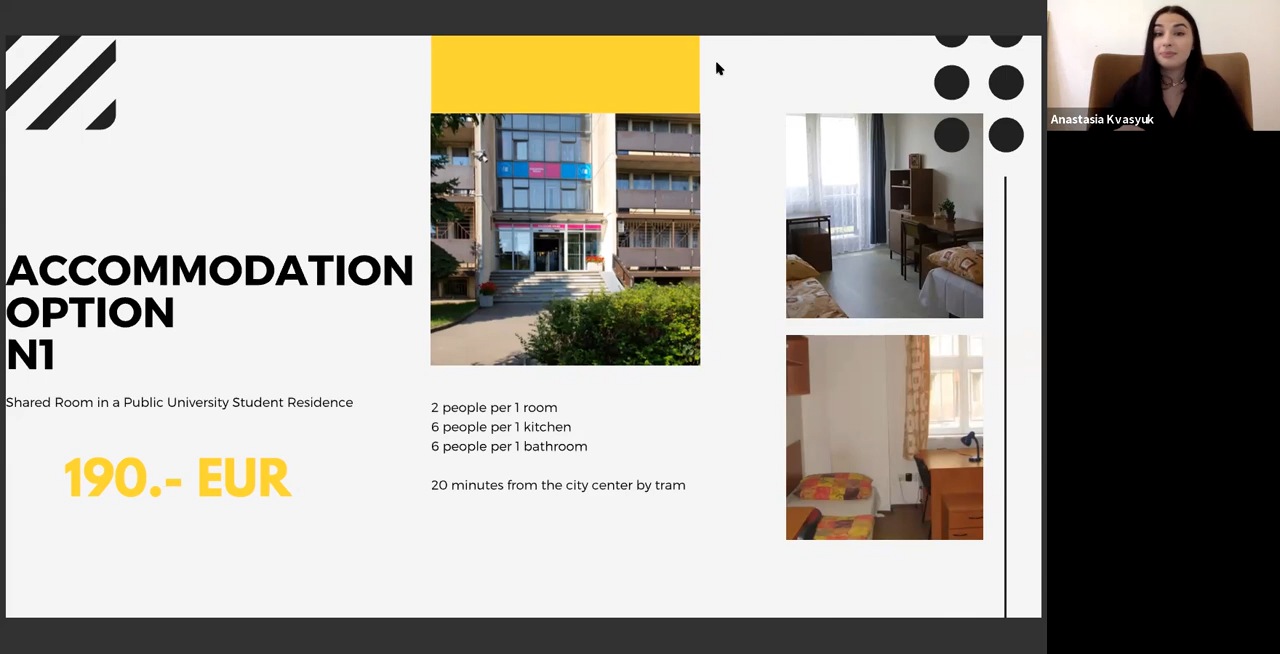 ACCOMMODATION
OPTION
N1
Shared Room in a Public University Student Residence
190.- EUR
2 people per 1 room
6 people per 1 kitchen
6 people per 1 bathroom
20 minutes from the city center by tram
Anastasia Kvasyuk